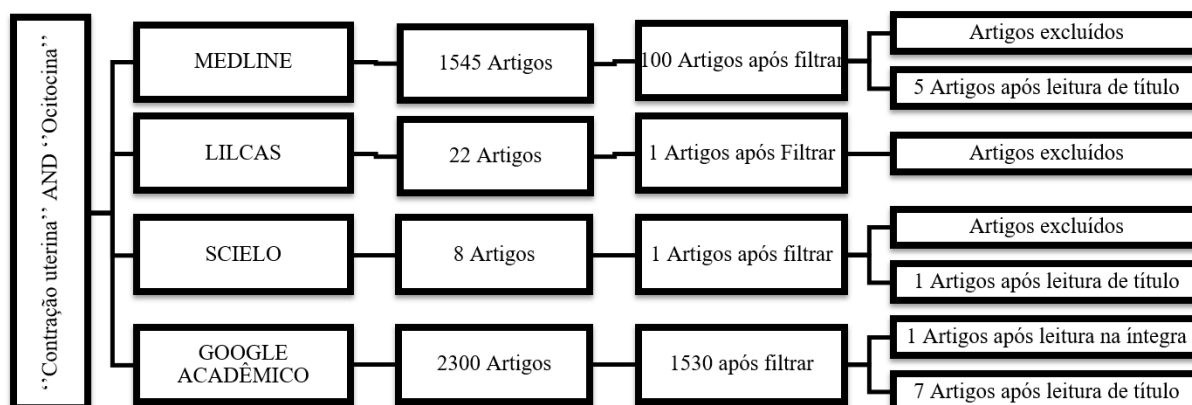 ‘’Contração uterina’’ AND ‘’Ocitocina’’
MEDLINE
1545 Artigos
100 Artigos após filtrar
Artigos excluídos
5 Artigos após leitura de título
LILCAS
22 Artigos
1 Artigos após Filtrar
Artigos excluídos
SCIELO
8 Artigos
1 Artigos após filtrar
Artigos excluídos
1 Artigos após leitura de título
GOOGLE
ACADÊMICO
2300 Artigos
1530 após filtrar
1 Artigos após leitura na íntegra
7 Artigos após leitura de título